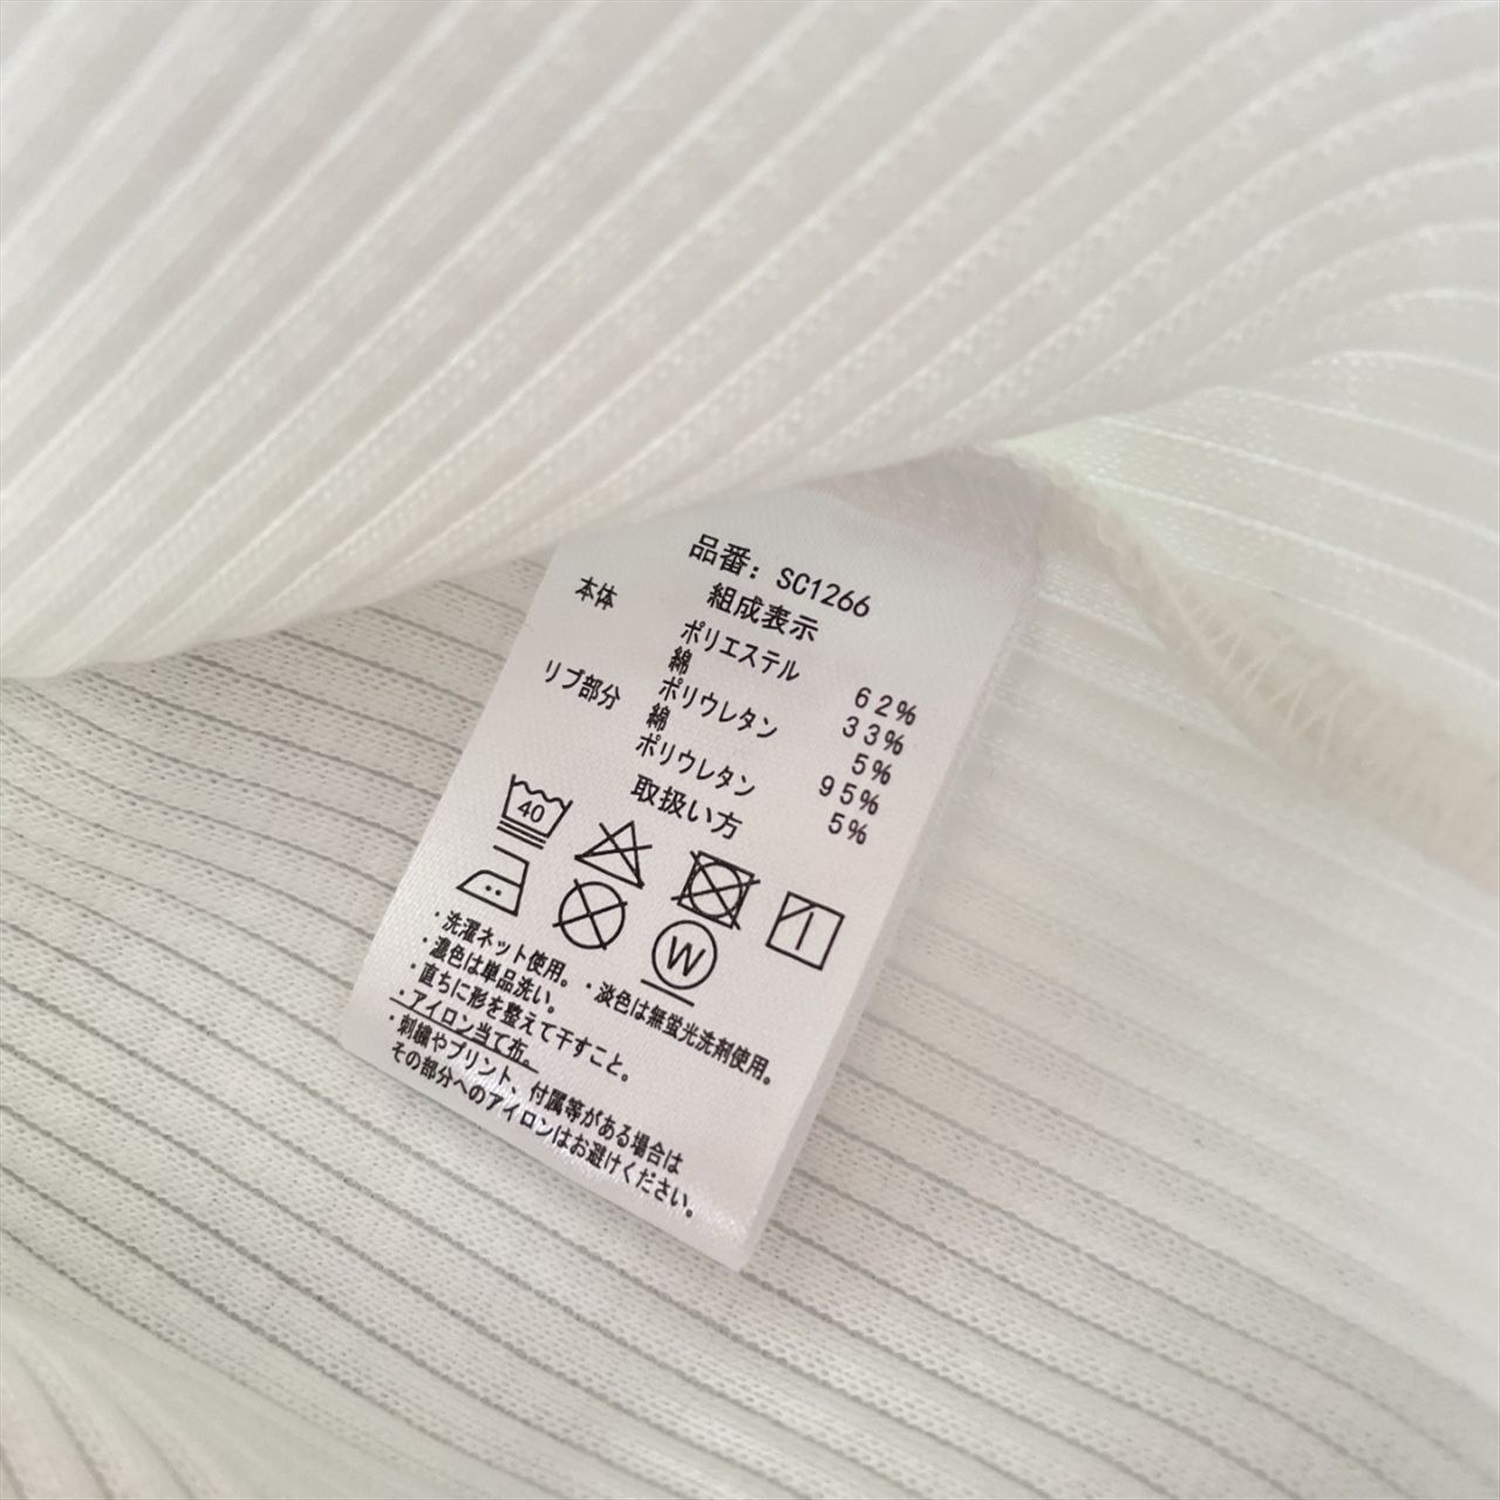 品番：SC1266
組成表示
本体 ポリエステル 62%
綿 33%
ポリウレタン 5%
リブ部分 綿 95%
ポリウレタン 5%
取扱い方
40
W
・洗濯ネット使用。・淡色は無蛍光洗剤使用。
・濃色は単品洗い。
・直ちに形を整えて干すこと。
・アイロン当て布。
・刺繍やプリント、付属等がある場合は
その部分へのアイロンはお避けください。